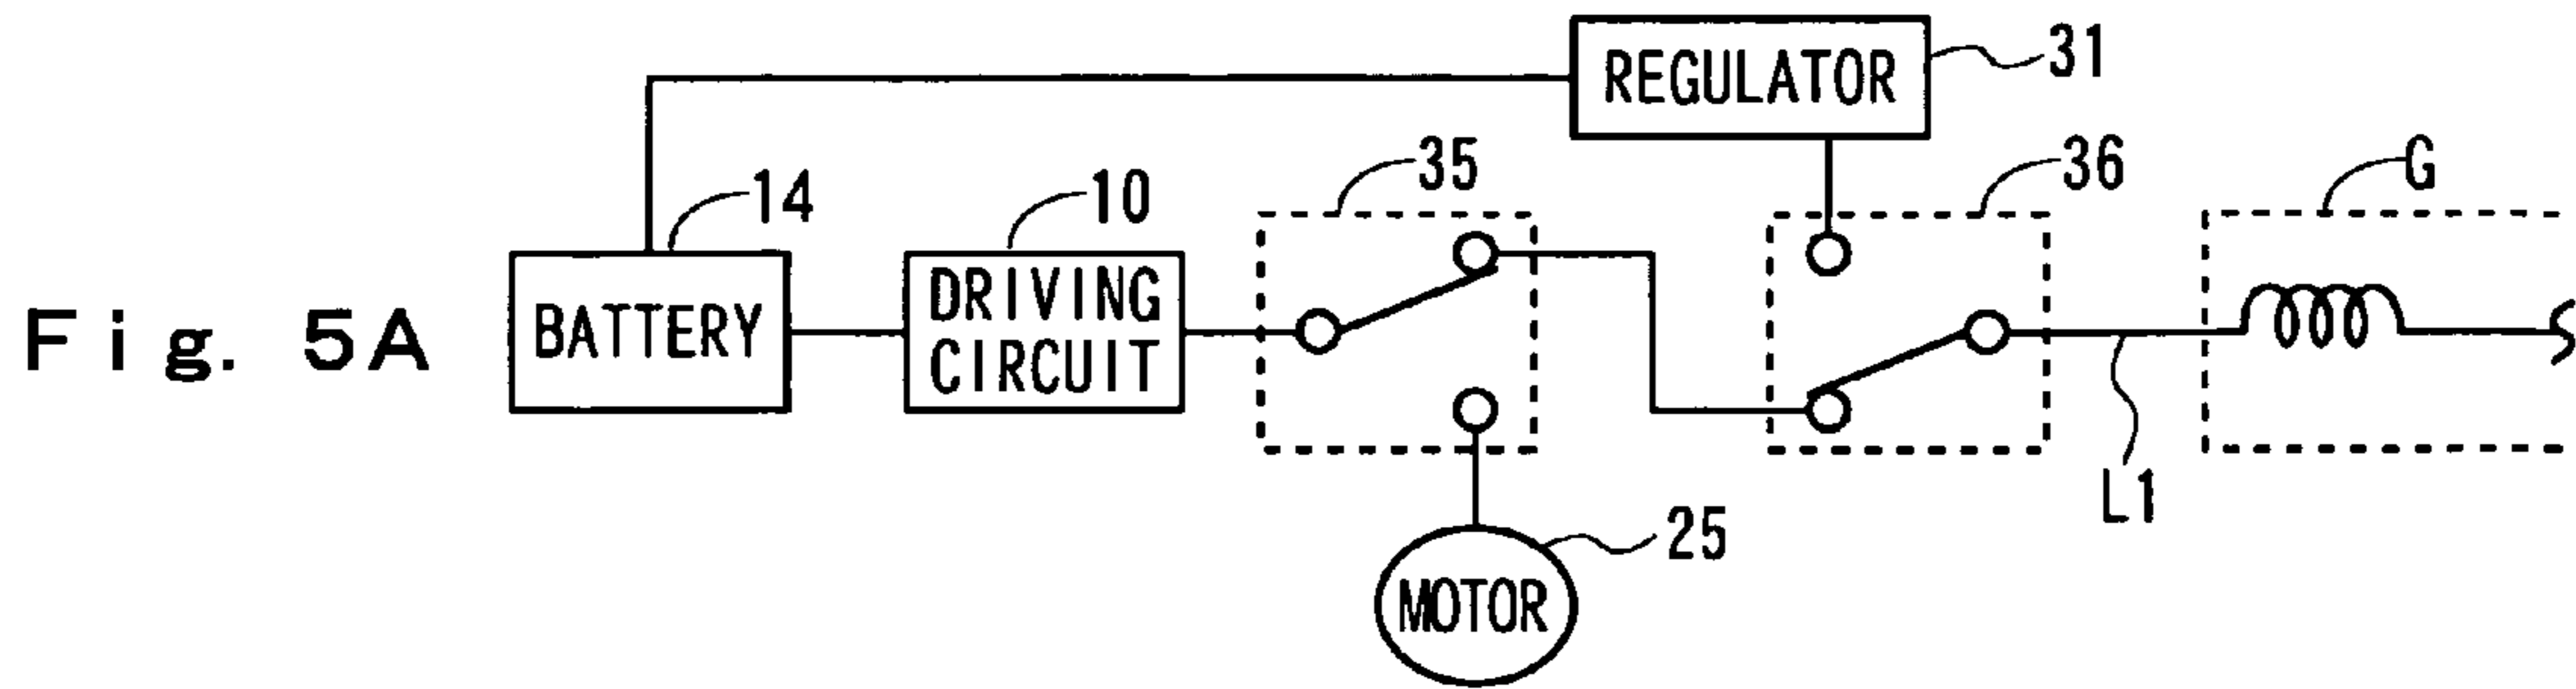 REGULATOR
31
14
10
35
36
G
Fig. 5A
BATTERY
DRIVING
CIRCUIT
L1
25
MOTOR